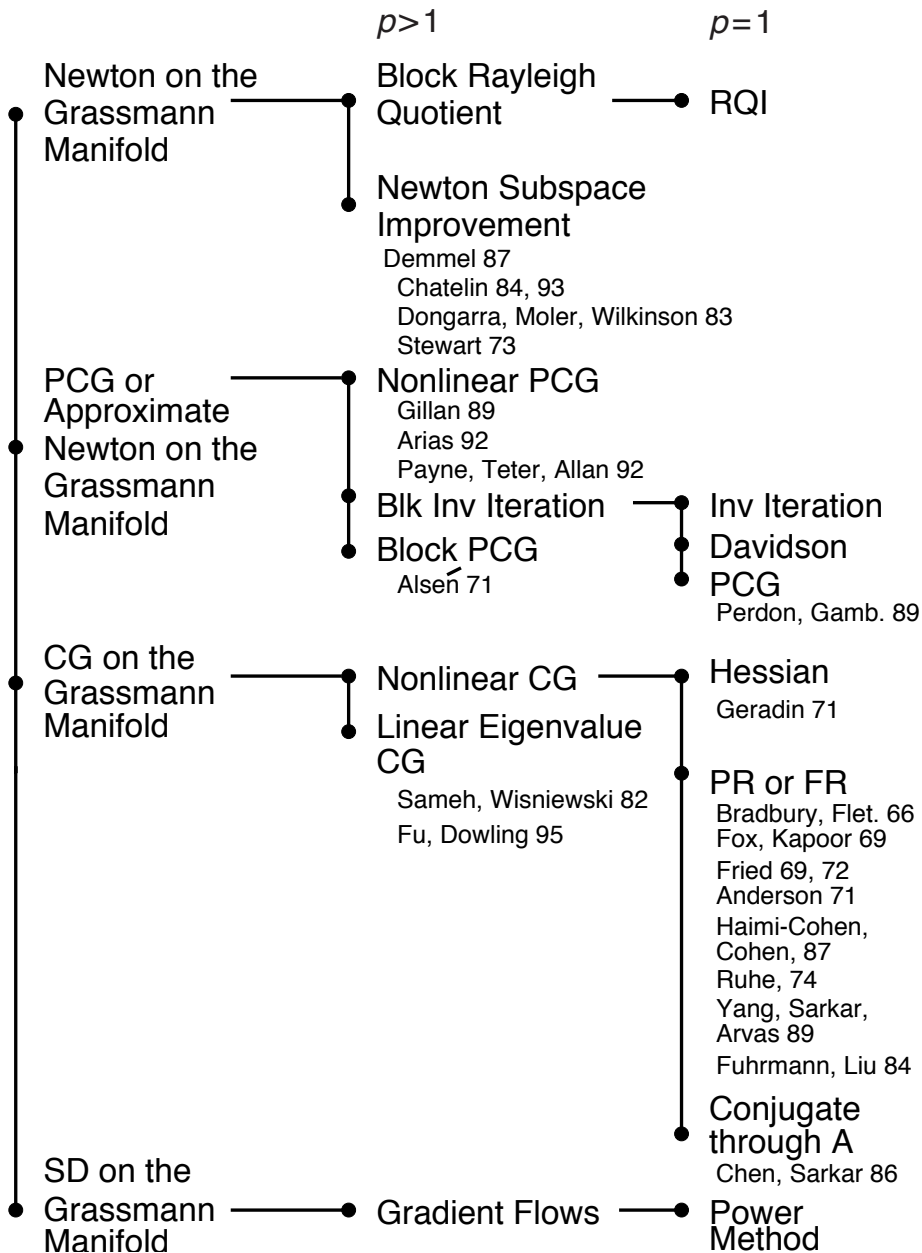 p>1
p=1
Newton on the
Grassmann
Manifold
Block Rayleigh
Quotient
RQI
Newton Subspace
Improvement
Demmel 87
Chatelin 84, 93
Dongarra, Moler, Wilkinson 83
Stewart 73
PCG or
Approximate
Newton on the
Grassmann
Manifold
Nonlinear PCG
Gillan 89
Arias 92
Payne, Teter, Allan 92
Blk Inv Iteration
Block PCG
Alsen 71
Inv Iteration
Davidson
PCG
Perdon, Gamb. 89
CG on the
Grassmann
Manifold
Nonlinear CG
Linear Eigenvalue
CG
Sameh, Wisniewski 82
Fu, Dowling 95
Hessian
Geradin 71
PR or FR
Bradbury, Flet. 66
Fox, Kapoor 69
Fried 69, 72
Anderson 71
Haimi-Cohen,
Cohen, 87
Ruhe, 74
Yang, Sarkar,
Arvas 89
Fuhrmann, Liu 84
Conjugate
through A
Chen, Sarkar 86
SD on the
Grassmann
Manifold
Gradient Flows
Power
Method